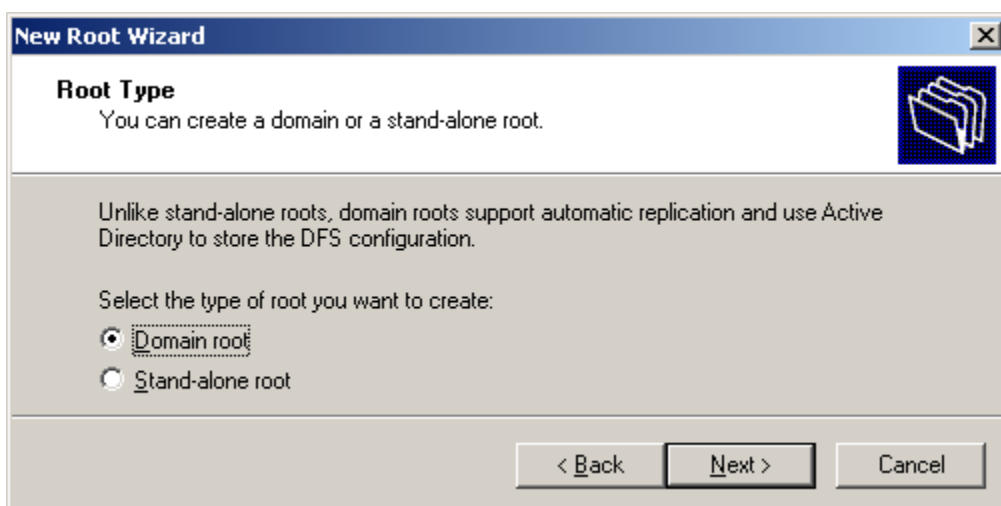 New Root Wizard
Root Type
You can create a domain or a stand-alone root.
Unlike stand-alone roots, domain roots support automatic replication and use Active
Directory to store the DFS configuration.
Select the type of root you want to create:
Domain root
Stand-alone root
< Back Next > Cancel